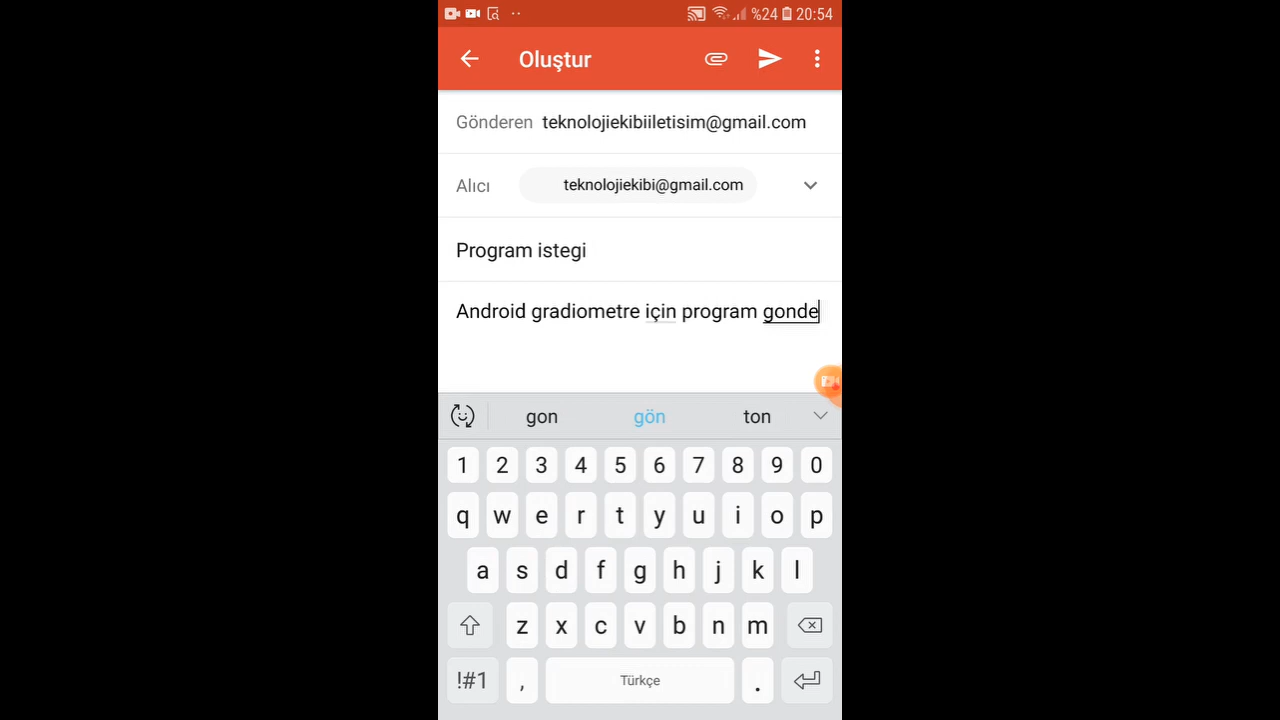 %24 20:54
Oluştur
Gönderen teknolojiekibiiletisim@gmail.com
Alıcı teknolojiekibi@gmail.com
Program istegi
Android gradiometre için program gonde
gon gön ton
1 2 3 4 5 6 7 8 9 0
q w e r t y u i o p
a s d f g h j k l
z x c v b n m
!#1 , Türkçe .